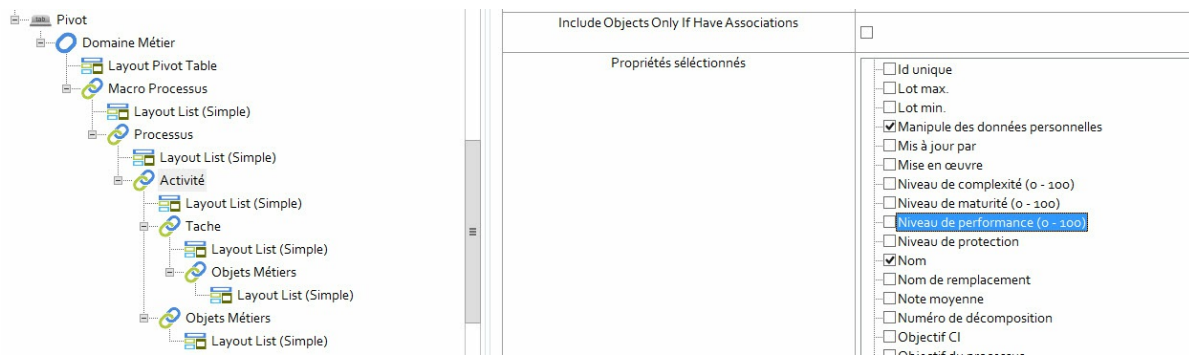 Pivot
Domaine Métier
Layout Pivot Table
Macro Processus
Layout List (Simple)
Processus
Layout List (Simple)
Activité
Layout List (Simple)
Tache
Layout List (Simple)
Objets Métiers
Layout List (Simple)
Objets Métiers
Layout List (Simple)
Include Objects Only If Have Associations
Propriétés séléctionnés
Id unique
Lot max.
Lot min.
Manipule des données personnelles
Mis à jour par
Mise en œuvre
Niveau de complexité (0 - 100)
Niveau de maturité (0 - 100)
Niveau de performance (0 - 100)
Niveau de protection
Nom
Nom de remplacement
Note moyenne
Numéro de décomposition
Objectif CI
Objectif du processus